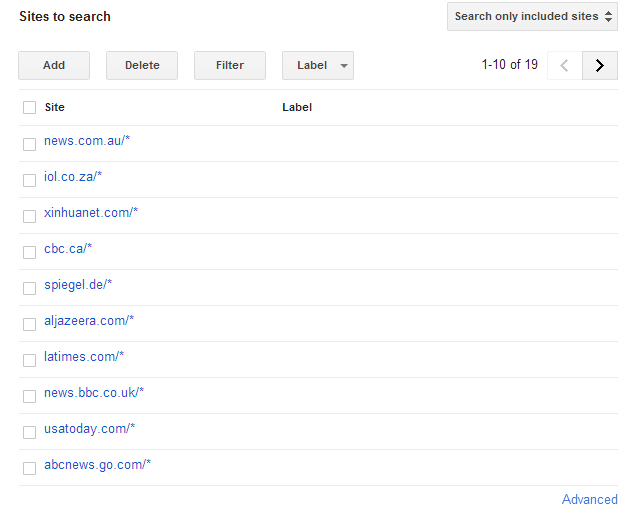 Sites to search
Search only included sites
Add Delete Filter Label 1-10 of 19
Site Label
news.com.au/*
iol.co.za/*
xinhuanet.com/*
cbc.ca/*
spiegel.de/*
aljazeera.com/*
latimes.com/*
news.bbc.co.uk/*
usatoday.com/*
abcnews.go.com/*
Advanced